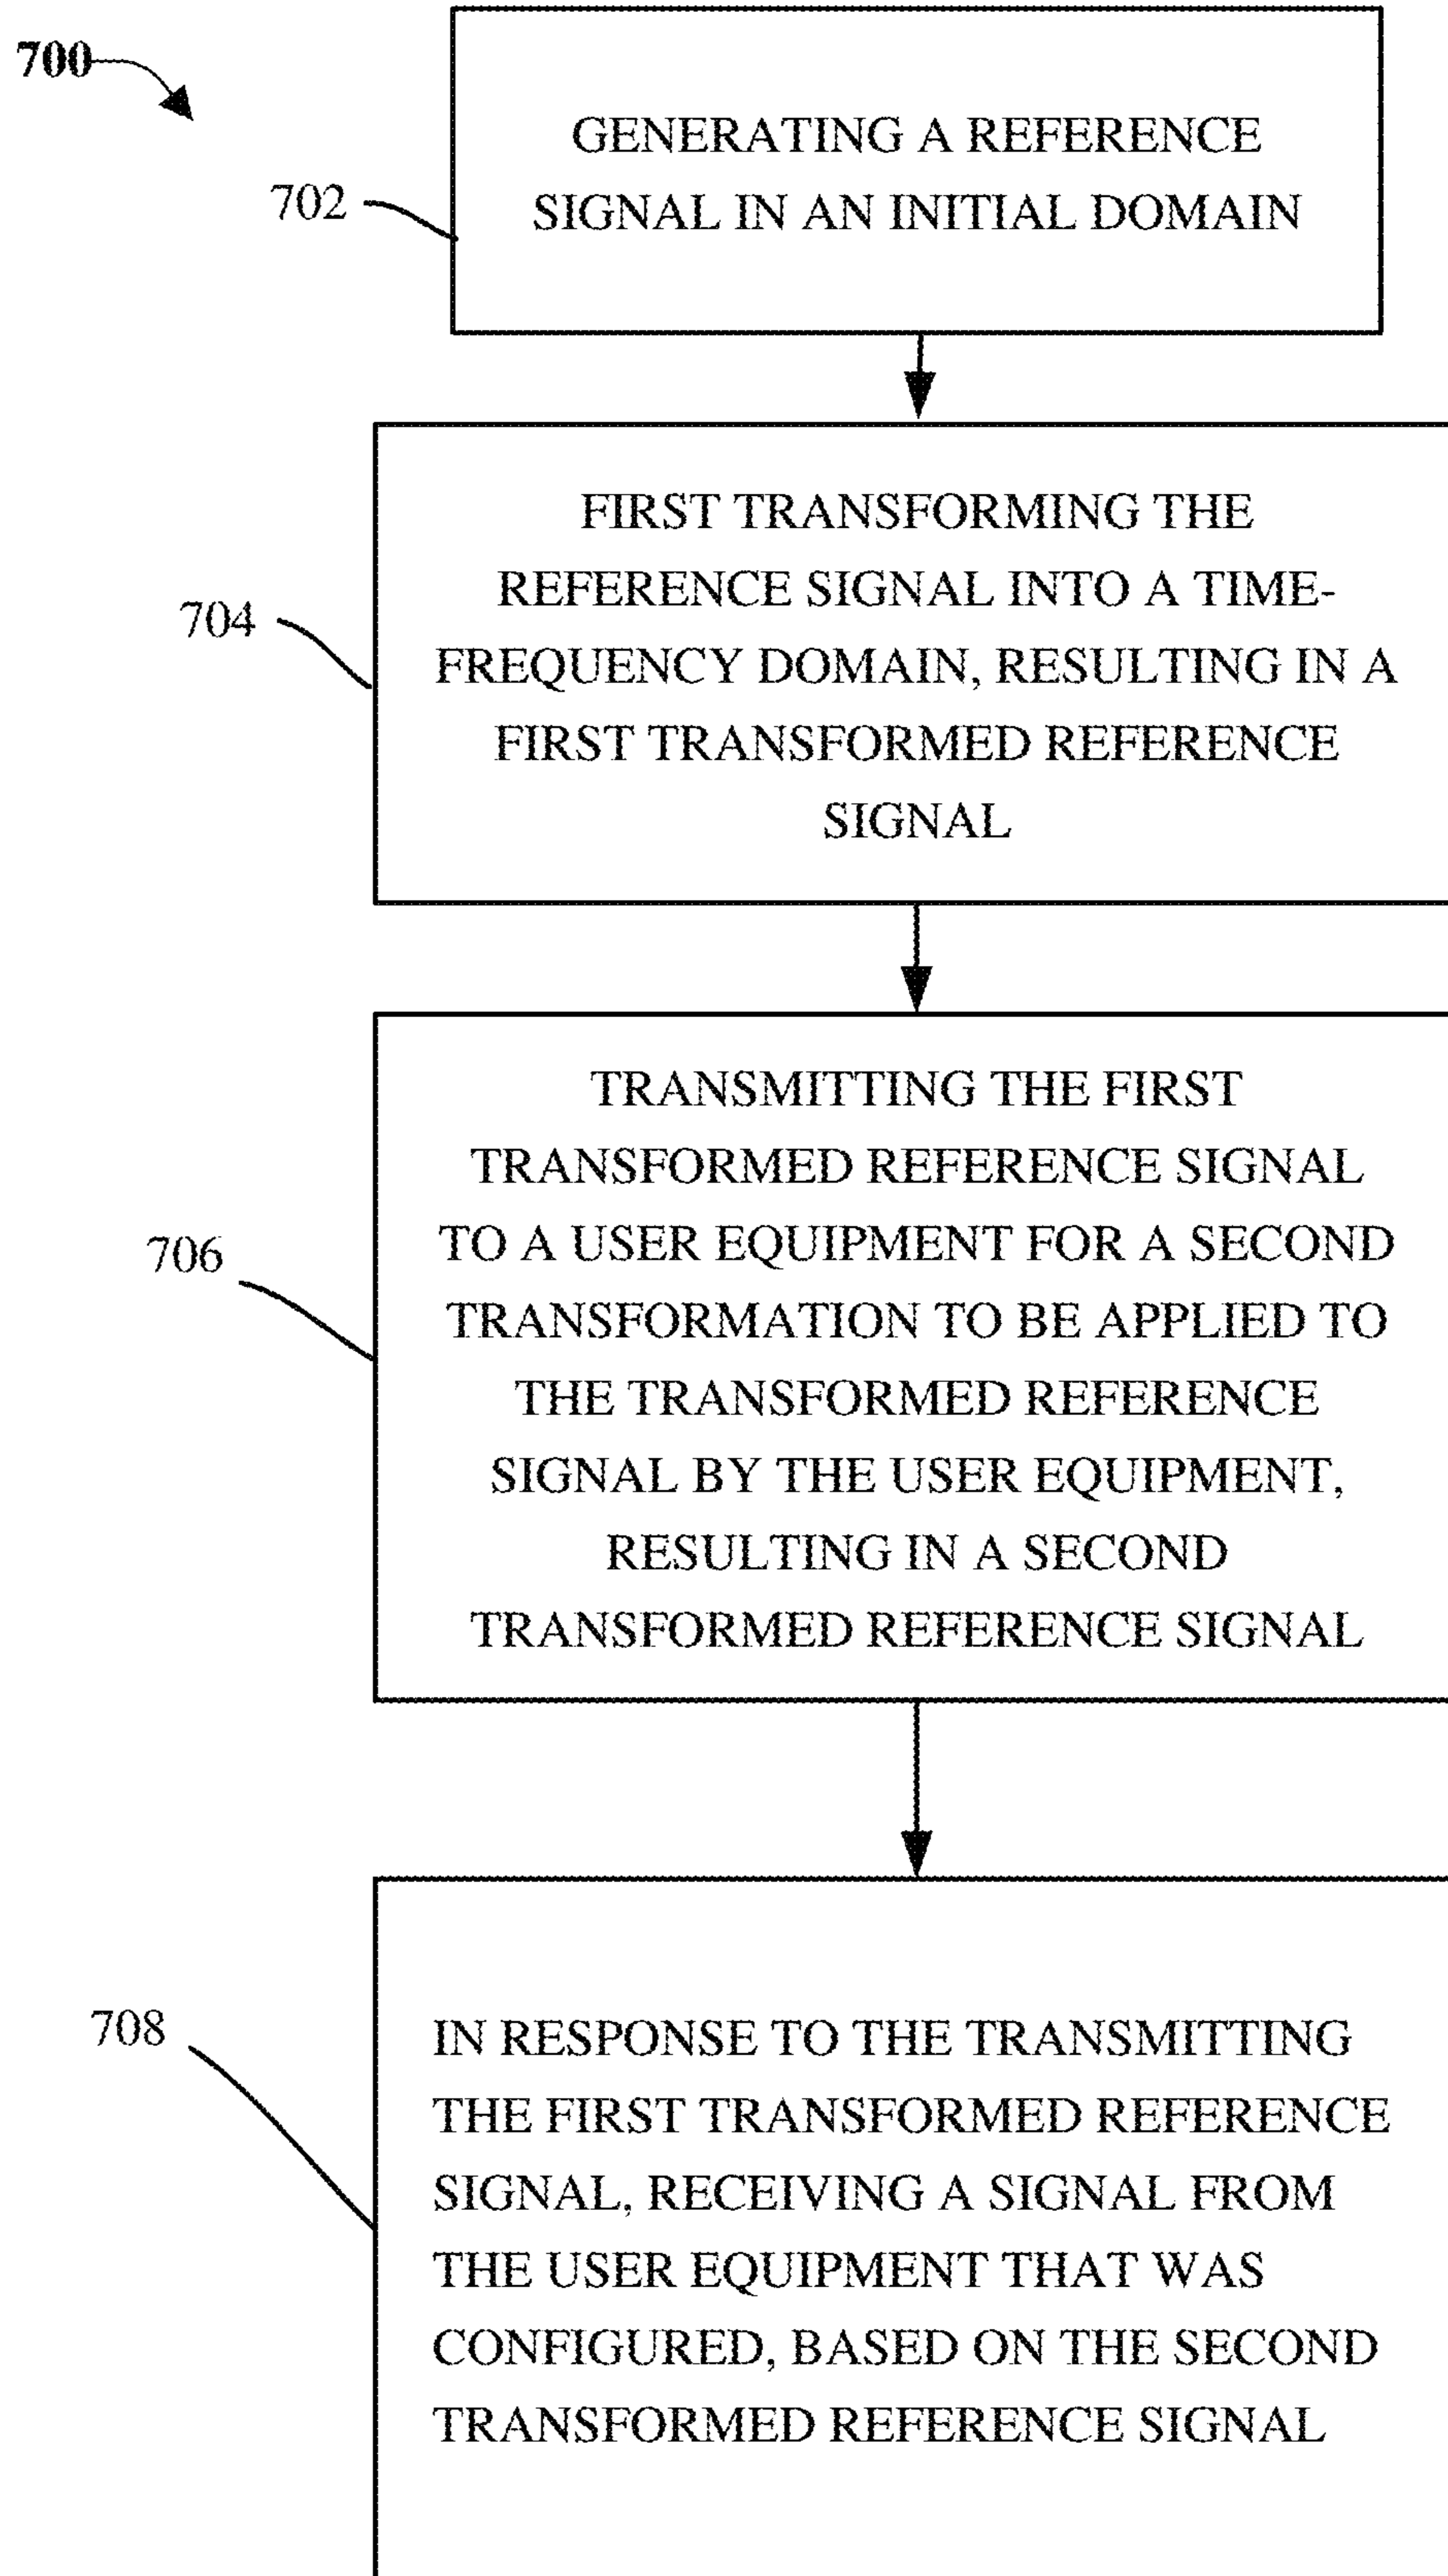 700
GENERATING A REFERENCE
702
SIGNAL IN AN INITIAL DOMAIN
FIRST TRANSFORMING THE
REFERENCE SIGNAL INTO A TIME-
704
FREQUENCY DOMAIN, RESULTING IN A
FIRST TRANSFORMED REFERENCE
SIGNAL
TRANSMITTING THE FIRST
TRANSFORMED REFERENCE SIGNAL
706
TO A USER EQUIPMENT FOR A SECOND
TRANSFORMATION TO BE APPLIED TO
THE TRANSFORMED REFERENCE
SIGNAL BY THE USER EQUIPMENT,
RESULTING IN A SECOND
TRANSFORMED REFERENCE SIGNAL
708
IN RESPONSE TO THE TRANSMITTING
THE FIRST TRANSFORMED REFERENCE
SIGNAL, RECEIVING A SIGNAL FROM
THE USER EQUIPMENT THAT WAS
CONFIGURED, BASED ON THE SECOND
TRANSFORMED REFERENCE SIGNAL